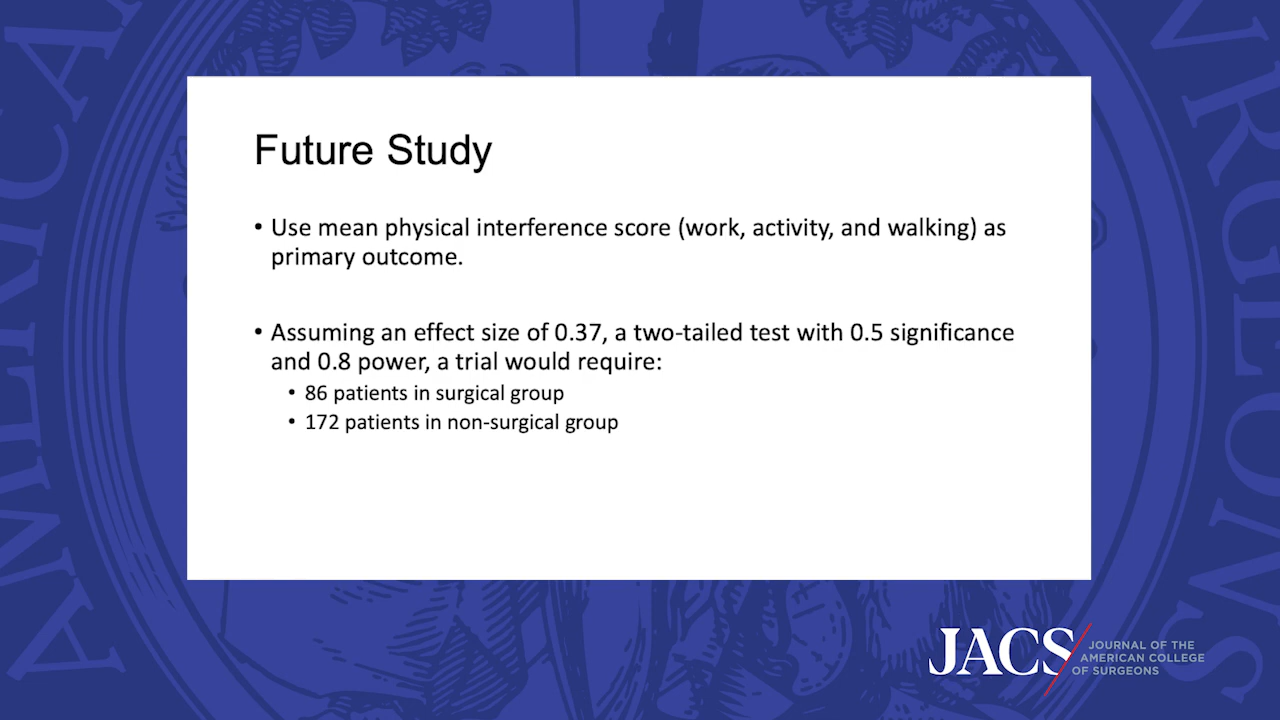 Future Study
• Use mean physical interference score (work, activity, and walking) as
primary outcome.
• Assuming an effect size of 0.37, a two-tailed test with 0.5 significance
and 0.8 power, a trial would require:
• 86 patients in surgical group
• 172 patients in non-surgical group
JACS
JOURNAL OF THE
AMERICAN COLLEGE
OF SURGEONS